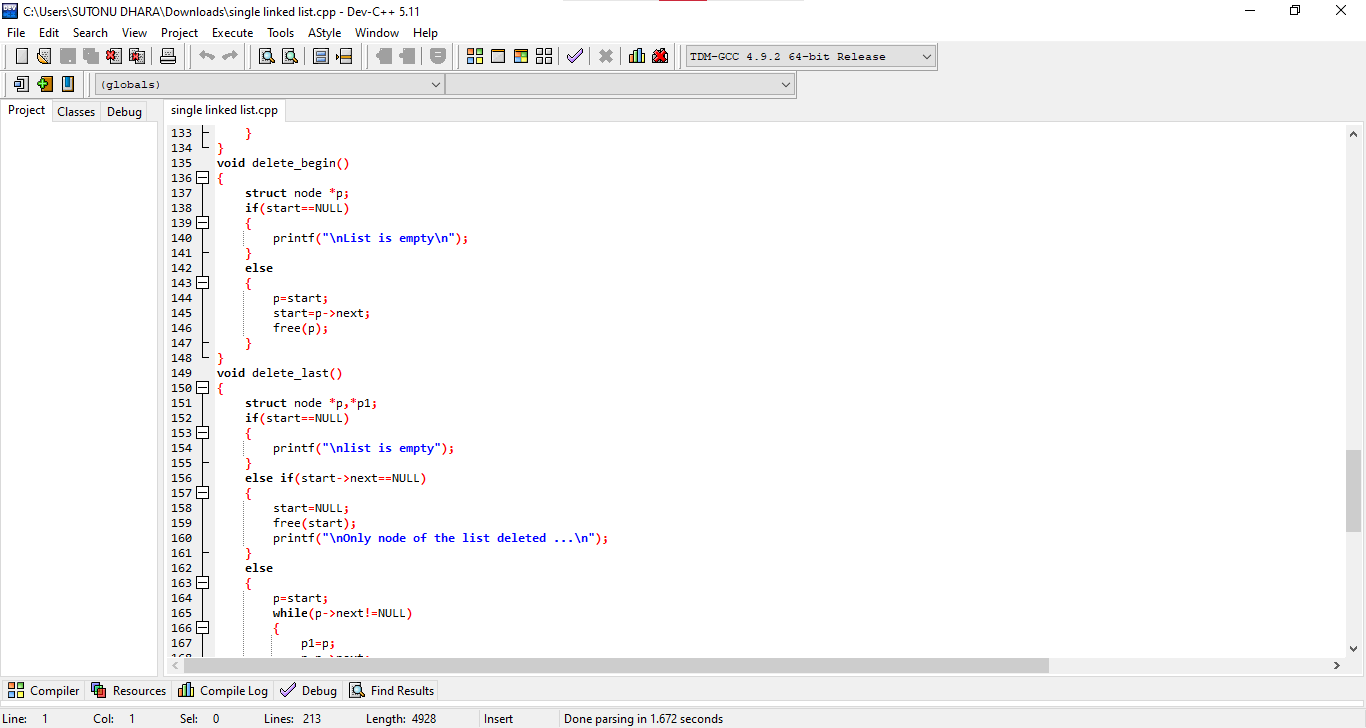 C:\Users\SUTONU DHARA\Downloads\single linked list.cpp - Dev-C++ 5.11
File Edit Search View Project Execute Tools AStyle Window Help
TDM-GCC 4.9.2 64-bit Release
(globals)
Project Classes Debug single linked list.cpp
133 }
134 }
135 void delete_begin()
136 {
137 struct node *p;
138 if(start==NULL)
139 {
140 printf("\nList is empty\n");
141 }
142 else
143 {
144 p=start;
145 start=p->next;
146 free(p);
147 }
148 }
149 void delete_last()
150 {
151 struct node *p,*p1;
152 if(start==NULL)
153 {
154 printf("\nlist is empty");
155 }
156 else if(start->next==NULL)
157 {
158 start=NULL;
159 free(start);
160 printf("\nOnly node of the list deleted ...\n");
161 }
162 else
163 {
164 p=start;
165 while(p->next!=NULL)
166 {
167 p1=p;
Compiler Resources Compile Log Debug Find Results
Line: 1 Col: 1 Sel: 0 Lines: 213 Length: 4928 Insert Done parsing in 1.672 seconds